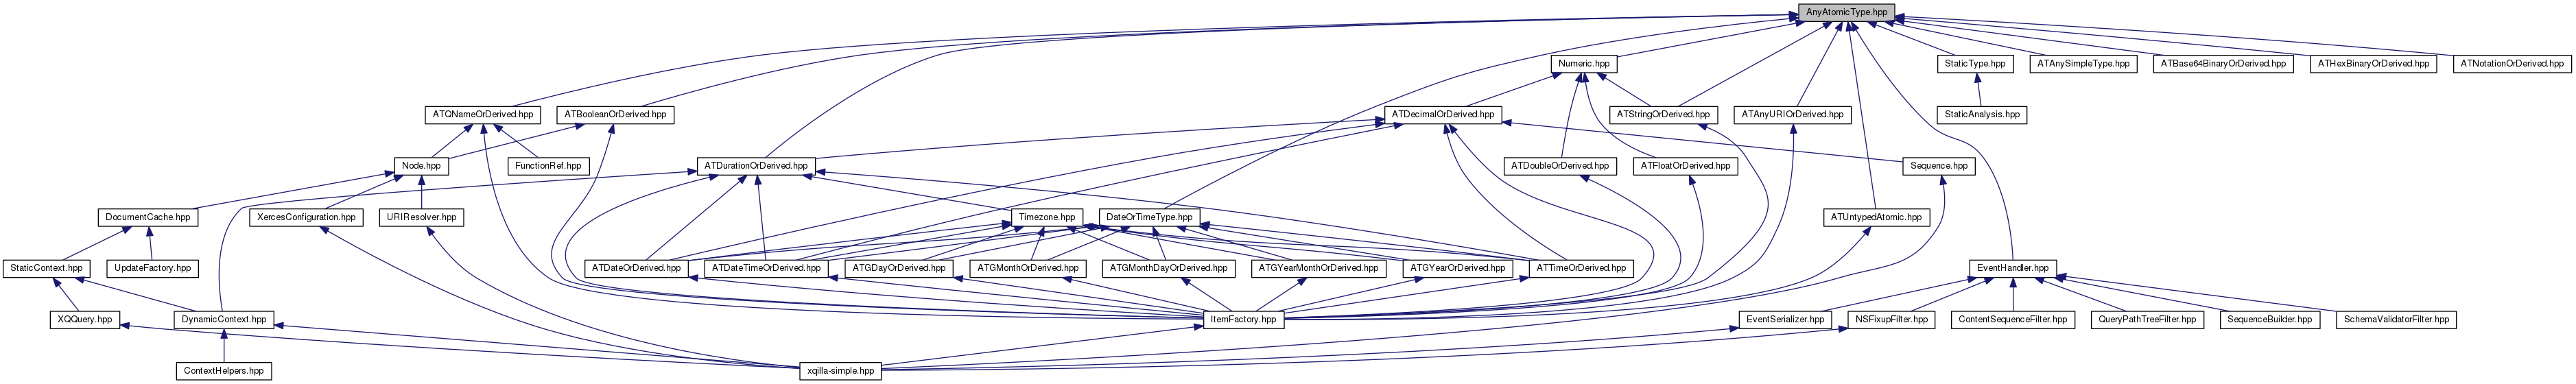 AnyAtomicType.hpp
Numeric.hpp
StaticType.hpp
ATAnySimpleType.hpp
ATBase64BinaryOrDerived.hpp
ATHexBinaryOrDerived.hpp
ATNotationOrDerived.hpp
ATQNameOrDerived.hpp
ATBooleanOrDerived.hpp
ATDecimalOrDerived.hpp
ATStringOrDerived.hpp
ATAnyURIOrDerived.hpp
StaticAnalysis.hpp
Node.hpp
FunctionRef.hpp
ATDurationOrDerived.hpp
ATDoubleOrDerived.hpp
ATFloatOrDerived.hpp
Sequence.hpp
DocumentCache.hpp
XercesConfiguration.hpp
URIResolver.hpp
Timezone.hpp
DateOrTimeType.hpp
ATUntypedAtomic.hpp
StaticContext.hpp
UpdateFactory.hpp
ATDateOrDerived.hpp
ATDateTimeOrDerived.hpp
ATGDayOrDerived.hpp
ATGMonthOrDerived.hpp
ATGMonthDayOrDerived.hpp
ATGYearMonthOrDerived.hpp
ATGYearOrDerived.hpp
ATTimeOrDerived.hpp
EventHandler.hpp
XQQuery.hpp
DynamicContext.hpp
ItemFactory.hpp
EventSerializer.hpp
NSFixupFilter.hpp
ContentSequenceFilter.hpp
QueryPathTreeFilter.hpp
SequenceBuilder.hpp
SchemaValidatorFilter.hpp
ContextHelpers.hpp
xqilla-simple.hpp